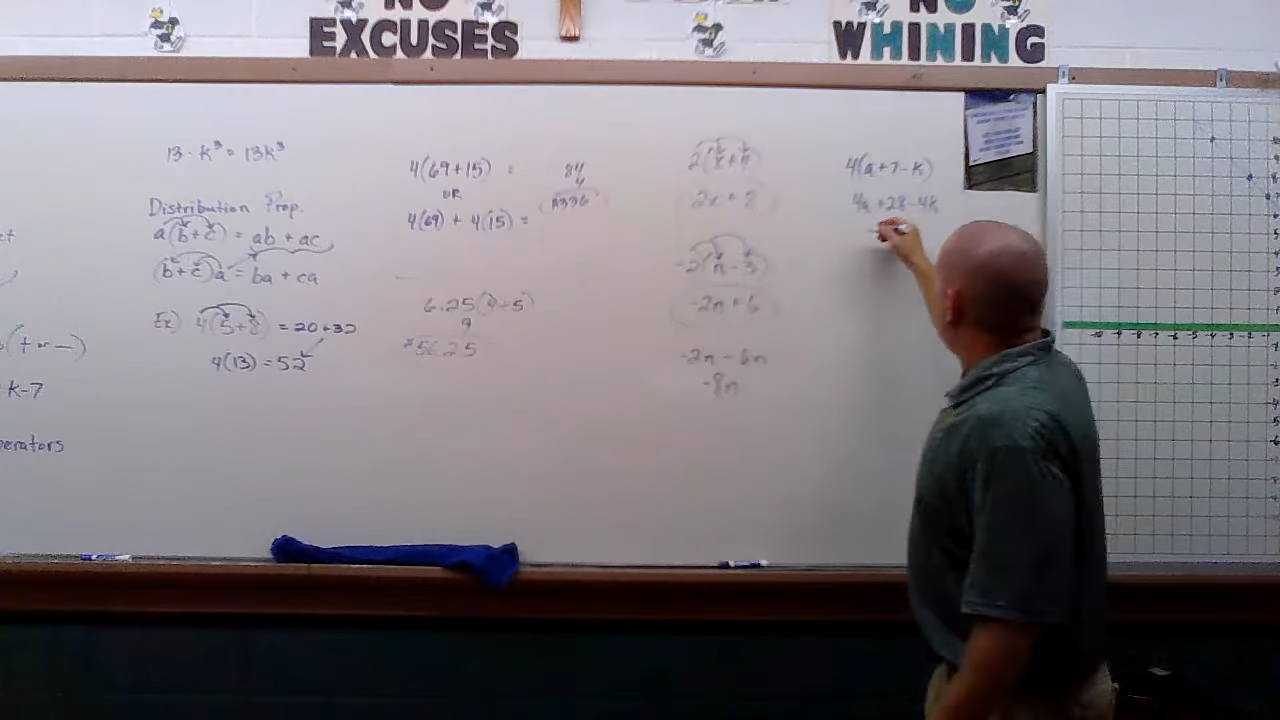 NO
EXCUSES
NO
WHINING
13 · k³ = 13k³
Distribution Prop.
a(b+c) = ab + ac
(b+c)a = ba + ca
Ex) 4(5+8) = 20+32
4(13) = 52
(+ or —)
k-7
perators
4(69+15) = 84
4
$336
OR
4(69) + 4(15) =
6.25(4+5)
9
$56.25
2(x+4)
2x + 8
-2(n-3)
-2n+6
-2n - 6n
-8n
4(a+7-k)
4a+28-4k